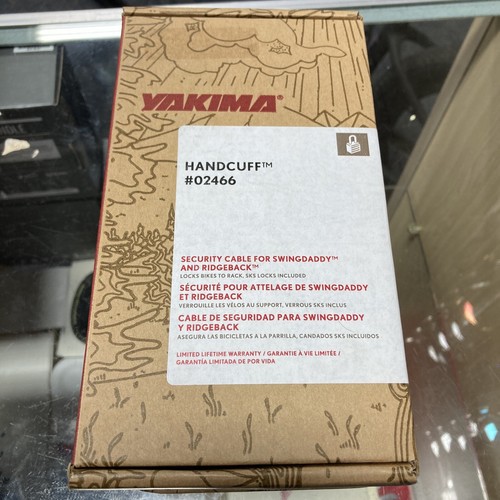 YAKIMA®
HANDCUFF™
#02466
SECURITY CABLE FOR SWINGDADDY™
AND RIDGEBACK™
LOCKS BIKES TO RACK, SKS LOCKS INCLUDED
SÉCURITÉ POUR ATTELAGE DE SWINGDADDY
ET RIDGEBACK
VERROUILLE LES VÉLOS AU SUPPORT, VERROUS SKS INCLUS
CABLE DE SEGURIDAD PARA SWINGDADDY
Y RIDGEBACK
ASEGURA LAS BICICLETAS A LA PARRILLA, CANDADOS SKS INCLUIDOS
LIMITED LIFETIME WARRANTY / GARANTIE À VIE LIMITÉE /
GARANTÍA LIMITADA DE POR VIDA